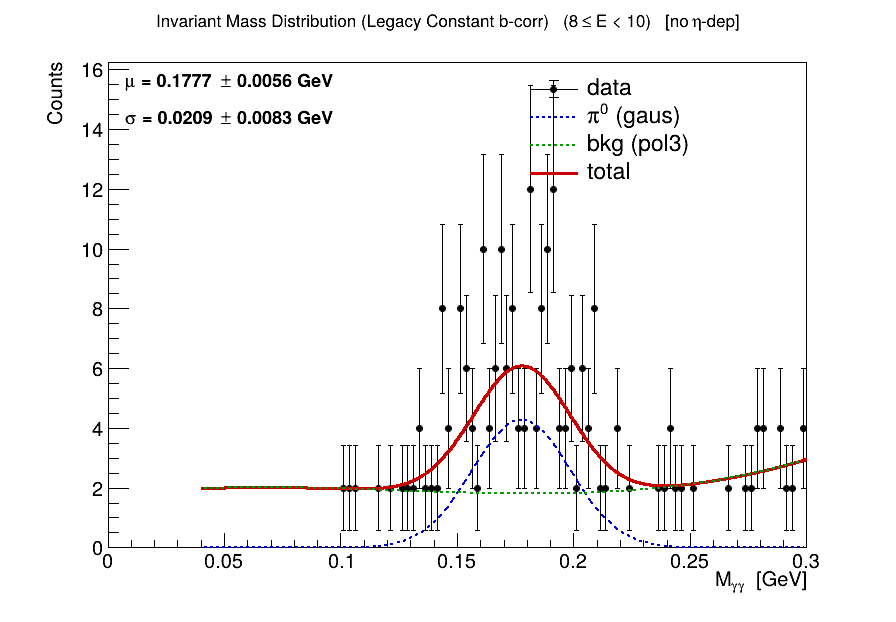 Invariant Mass Distribution (Legacy Constant b-corr) (8 ≤ E < 10) [no η-dep]
μ = 0.1777 ± 0.0056 GeV
σ = 0.0209 ± 0.0083 GeV
data
π⁰ (gaus)
bkg (pol3)
total
Counts
16
14
12
10
8
6
4
2
0
0 0.05 0.1 0.15 0.2 0.25 0.3
Mγγ [GeV]